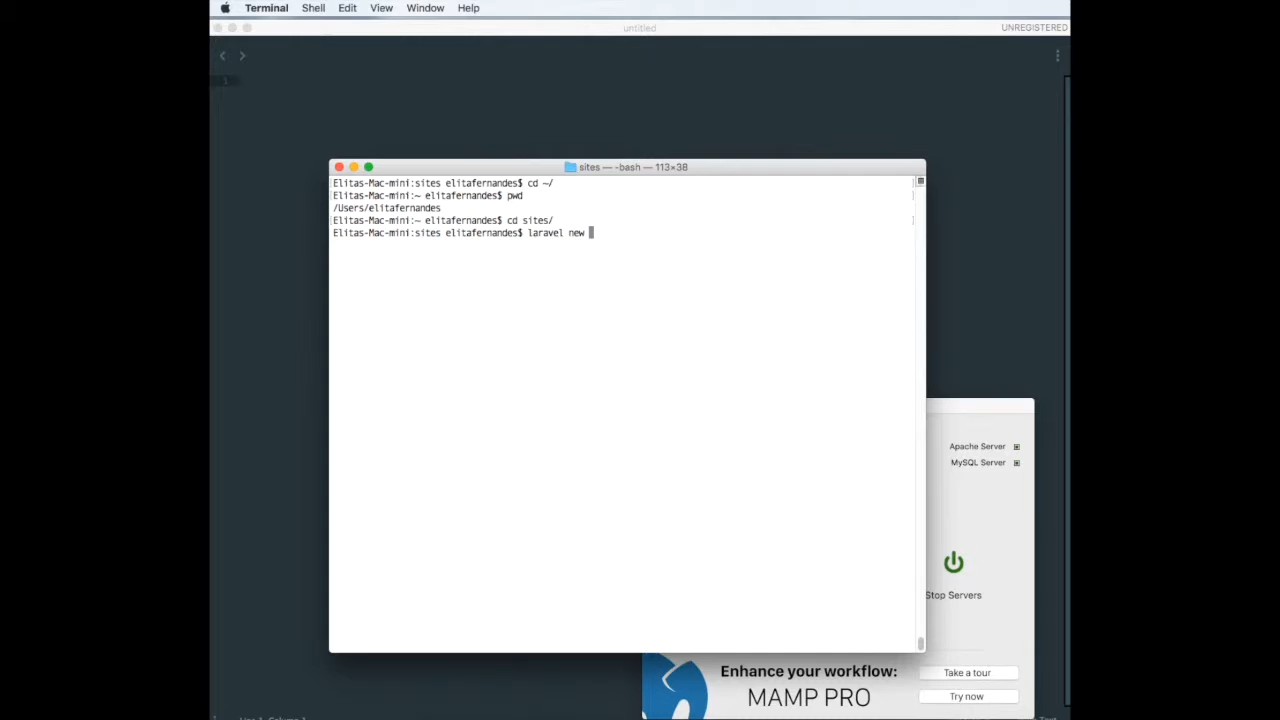 Terminal Shell Edit View Window Help
untitled
UNREGISTERED
1
sites — -bash — 113×38
Elitas-Mac-mini:sites elitafernandes$ cd ~/
Elitas-Mac-mini:~ elitafernandes$ pwd
/Users/elitafernandes
Elitas-Mac-mini:~ elitafernandes$ cd sites/
Elitas-Mac-mini:sites elitafernandes$ laravel new
Apache Server
MySQL Server
Stop Servers
Enhance your workflow:
MAMP PRO
Take a tour
Try now